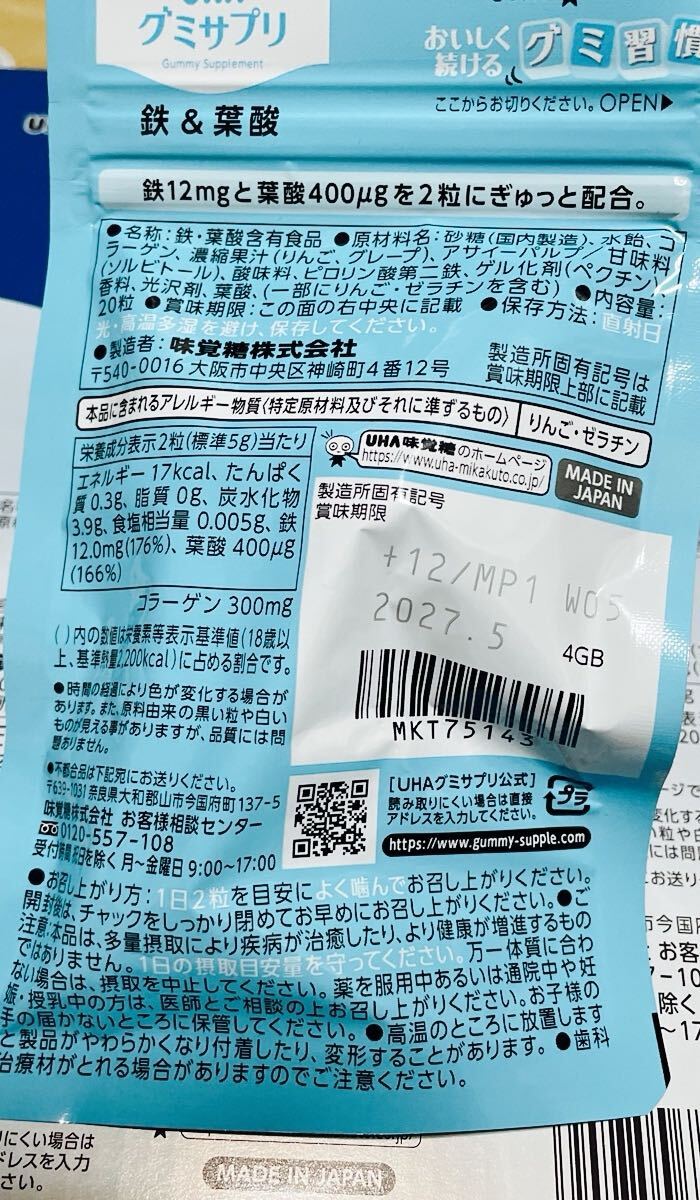 グミサプリ
Gummy Supplement
おいしく
続ける
グミ習慣
ここからお切りください。OPEN▶
鉄&葉酸
鉄12mgと葉酸400μgを2粒にぎゅっと配合。
●名称:鉄・葉酸含有食品 ●原材料名:砂糖(国内製造)、水飴、コ
ラーゲン、濃縮果汁(りんご、グレープ)、アサイーパルプ/甘味料
(ソルビトール)、酸味料、ピロリン酸第二鉄、ゲル化剤(ペクチン)、
香料、光沢剤、葉酸、(一部にりんご・ゼラチンを含む) ●内容量:
20粒 ●賞味期限:この面の右中央に記載 ●保存方法:直射日
光・高温多湿を避け、保存してください。
●製造者:味覚糖株式会社
〒540-0016 大阪市中央区神崎町4番12号
製造所固有記号は
賞味期限上部に記載
本品に含まれるアレルギー物質〈特定原材料及びそれに準ずるもの〉 りんご・ゼラチン
栄養成分表示2粒(標準5g)当たり
エネルギー 17kcal、たんぱく
質 0.3g、脂質 0g、炭水化物
3.9g、食塩相当量 0.005g、鉄
12.0mg(176%)、葉酸 400μg
(166%)
コラーゲン 300mg
UHA味覚糖のホームページ
https://www.uha-mikakuto.co.jp/
MADE IN
JAPAN
製造所固有記号
賞味期限
+12/MP1 W05
2027.5
4GB
MKT75143
( )内の数値は栄養素等表示基準値(18歳以
上、基準熱量2,200kcal)に占める割合です。
●時間の経過により色が変化する場合が
あります。また、原料由来の黒い粒や白い
ものが見える事がありますが、品質には問
題ありません。
●不都合品は下記宛にお送りください。
〒639-1031 奈良県大和郡山市今国府町137-5
味覚糖株式会社 お客様相談センター
0120-557-108
受付時間 祝日を除く 月~金曜日 9:00~17:00
[UHAグミサプリ公式]
読み取りにくい場合は直接
アドレスを入力してください。
プラ
https://www.gummy-supple.com
●お召し上がり方:1日2粒を目安によく噛んでお召し上がりください。
開封後は、チャックをしっかり閉めてお早めにお召し上がりください。●ご
注意:本品は、多量摂取により疾病が治癒したり、より健康が増進するもの
ではありません。1日の摂取目安量を守ってください。万一体質に合わ
ない場合は、摂取を中止してください。薬を服用中あるいは通院中や妊
娠・授乳中の方は、医師とご相談の上お召し上がりください。お子様の
手の届かないところに保管してください。●高温のところに放置します
と製品がやわらかくなり付着したり、変形することがあります。●歯科
治療材がとれる場合がありますのでご注意ください。
にくい場合は
ドレスを入力
さい。
MADE IN JAPAN